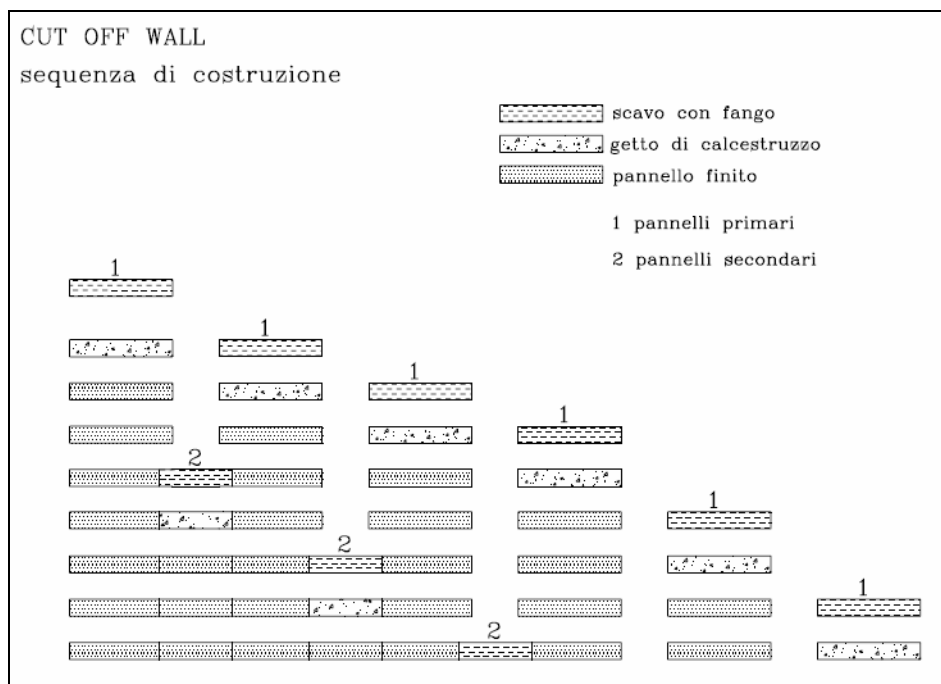 CUT OFF WALL
sequenza di costruzione
scavo con fango
getto di calcestruzzo
pannello finito
1 pannelli primari
2 pannelli secondari
1
1
1
1
2
1
2
1
2